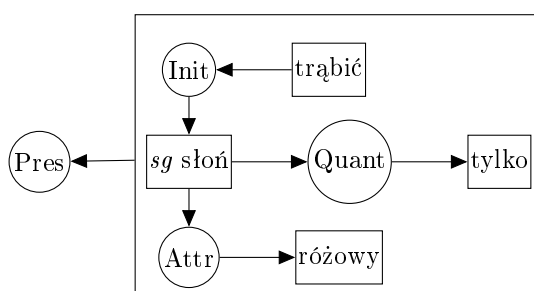 Init trąbić
Pres sg słoń Quant tylko
Attr różowy